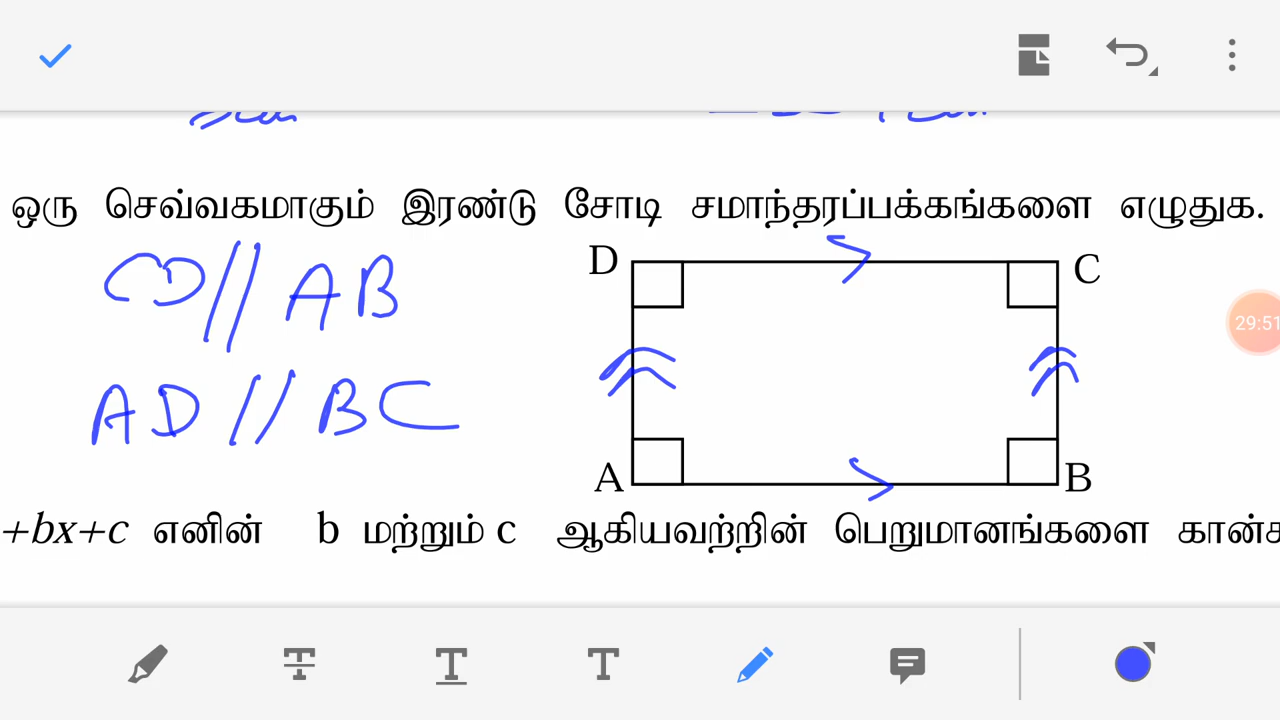 ஒரு செவ்வகமாகும் இரண்டு சோடி சமாந்தரப்பக்கங்களை எழுதுக.
CD // AB
D C
29:51
AD // BC
A B
+bx+c எனின் b மற்றும் c ஆகியவற்றின் பெறுமானங்களை
T T T